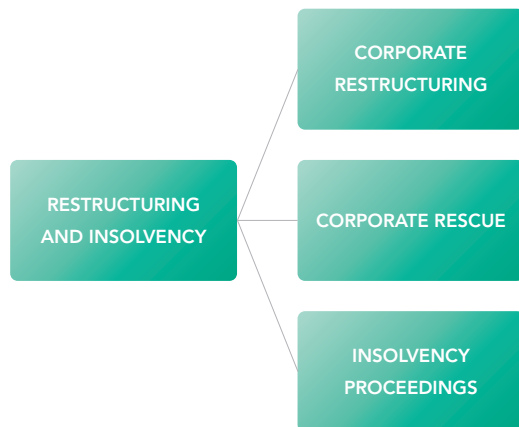 CORPORATE
RESTRUCTURING
RESTRUCTURING
AND INSOLVENCY
CORPORATE RESCUE
INSOLVENCY
PROCEEDINGS